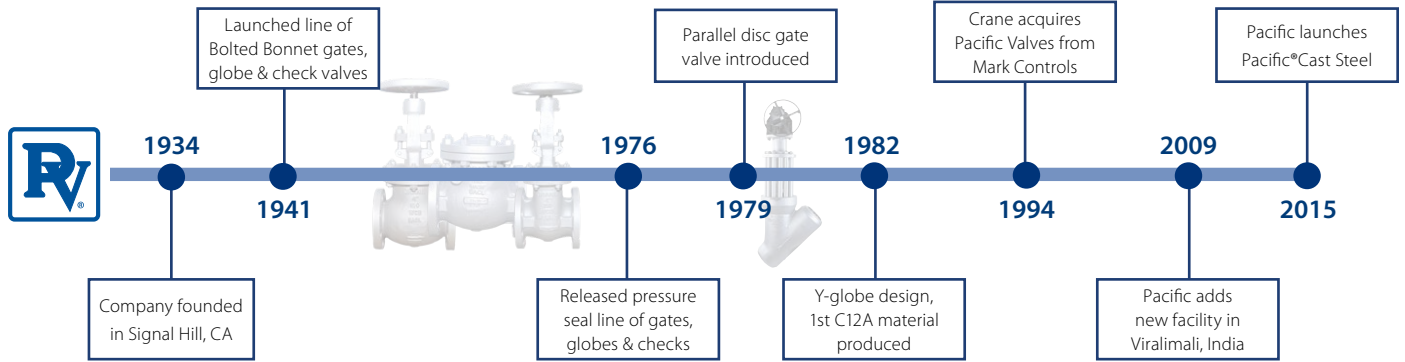 PV®
1934
Company founded
in Signal Hill, CA
Launched line of
Bolted Bonnet gates,
globe & check valves
1941
1976
Released pressure
seal line of gates,
globes & checks
Parallel disc gate
valve introduced
1979
1982
Y-globe design,
1st C12A material
produced
Crane acquires
Pacific Valves from
Mark Controls
1994
2009
Pacific adds
new facility in
Viralimali, India
Pacific launches
Pacific®Cast Steel
2015